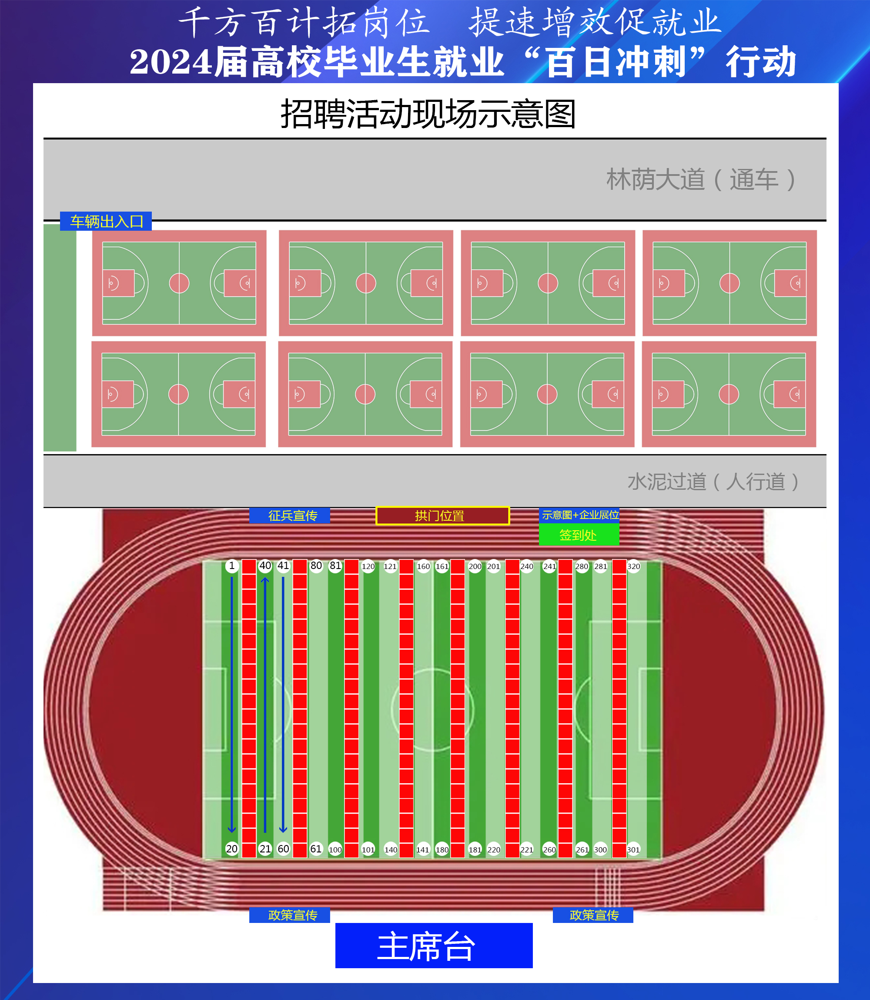 千方百计拓岗位 提速增效促就业
2024届高校毕业生就业“百日冲刺”行动
招聘活动现场示意图
林荫大道（通车）
车辆出入口
水泥过道（人行道）
征兵宣传 拱门位置 示意图+企业展位
签到处
1 40 41 80 81 120 121 160 161 200 201 240 241 280 281 320
20 21 60 61 100 101 140 141 180 181 220 221 260 261 300 301
政策宣传 政策宣传
主席台